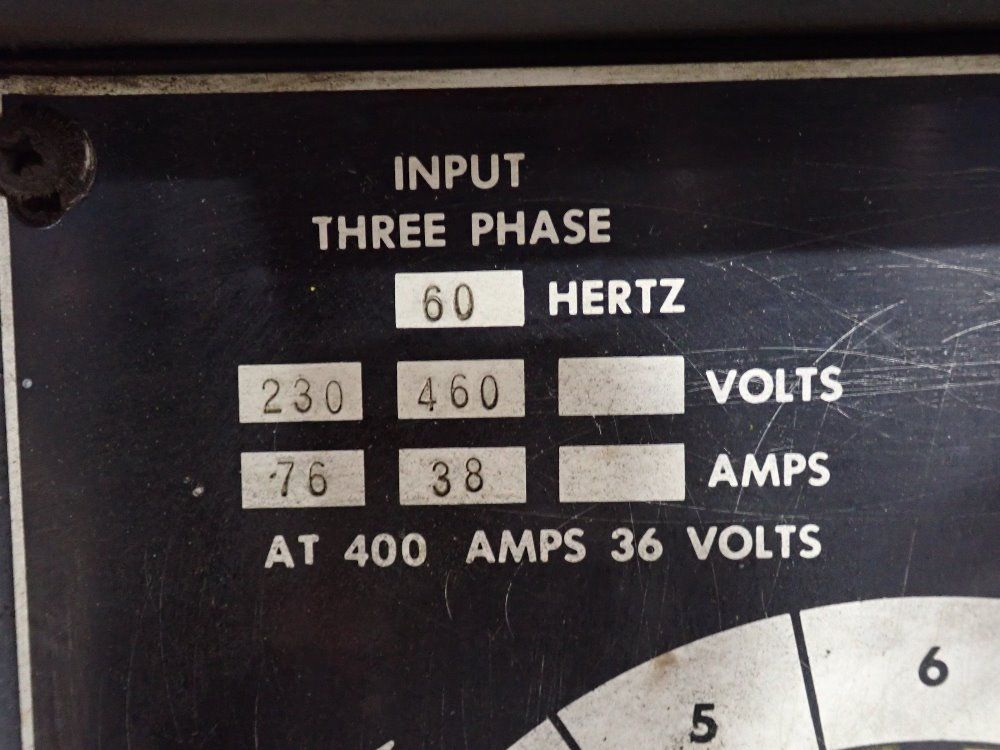 INPUT
THREE PHASE
60 HERTZ
230 460 VOLTS
76 38 AMPS
AT 400 AMPS 36 VOLTS
6
5